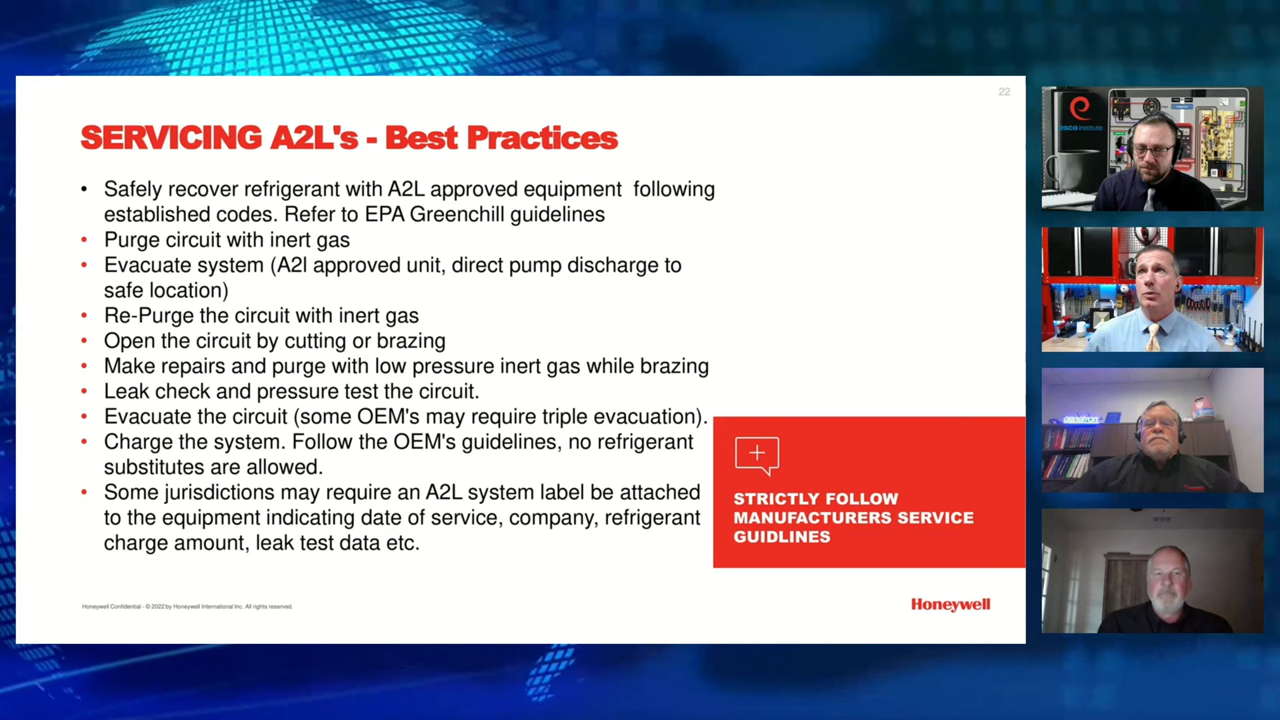 22
SERVICING A2L's - Best Practices
• Safely recover refrigerant with A2L approved equipment following
established codes. Refer to EPA Greenchill guidelines
• Purge circuit with inert gas
• Evacuate system (A2l approved unit, direct pump discharge to
safe location)
• Re-Purge the circuit with inert gas
• Open the circuit by cutting or brazing
• Make repairs and purge with low pressure inert gas while brazing
• Leak check and pressure test the circuit.
• Evacuate the circuit (some OEM's may require triple evacuation).
• Charge the system. Follow the OEM's guidelines, no refrigerant
substitutes are allowed.
• Some jurisdictions may require an A2L system label be attached
to the equipment indicating date of service, company, refrigerant
charge amount, leak test data etc.
STRICTLY FOLLOW
MANUFACTURERS SERVICE
GUIDLINES
Honeywell Confidential - © 2022 by Honeywell International Inc. All rights reserved.
Honeywell
esco institute